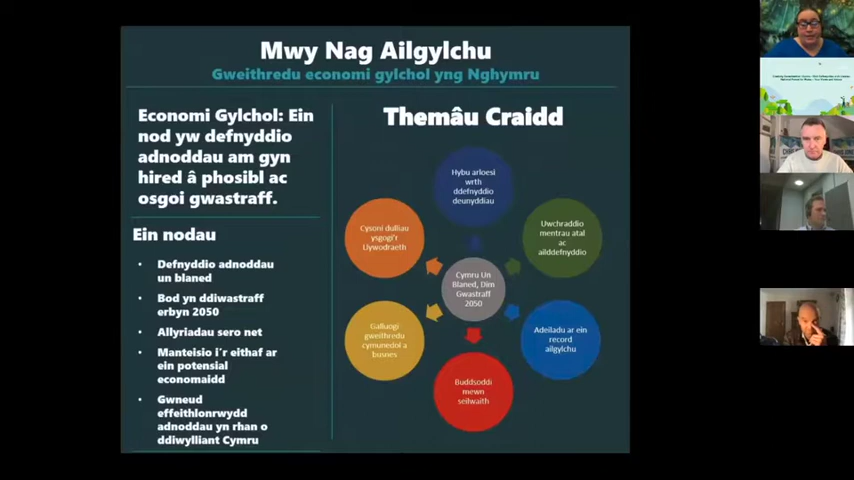 Mwy Nag Ailgylchu
Gweithredu economi gylchol yng Nghymru
Economi Gylchol: Ein
nod yw defnyddio
adnoddau am gyn
hired â phosibl ac
osgoi gwastraff.
Ein nodau
• Defnyddio adnoddau
un blaned
• Bod yn ddiwastraff
erbyn 2050
• Allyriadau sero net
• Manteisio i'r eithaf ar
ein potensial
economaidd
• Gwneud
effeithlonrwydd
adnoddau yn rhan o
ddiwylliant Cymru
Themâu Craidd
Hybu arloesi
wrth
ddefnyddio
deunyddiau
Uwchraddio
mentrau atal
ac
ailddefnyddio
Adeiladu ar ein
record
ailgylchu
Buddsoddi
mewn
seilwaith
Galluogi
gweithredu
cymunedol a
busnes
Cysoni dulliau
ysgogi'r
Llywodraeth
Cymru Un
Blaned, Dim
Gwastraff
2050